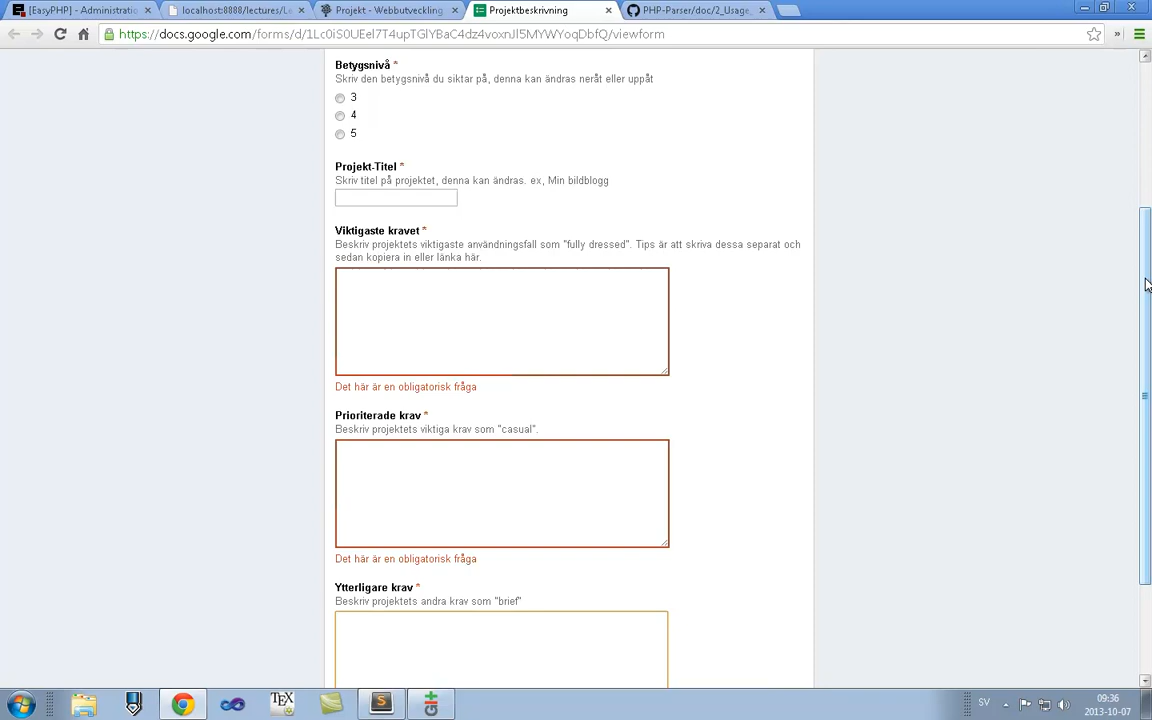 [EasyPHP] - Administratio
localhost:8888/lectures/Le
Projekt - Webbutveckling
Projektbeskrivning
PHP-Parser/doc/2_Usage_
https://docs.google.com/forms/d/1Lc0iS0UEel7T4upTGIYBaC4dz4voxnJI5MYWYoqDbfQ/viewform
Betygsnivå *
Skriv den betygsnivå du siktar på, denna kan ändras neråt eller uppåt
3
4
5
Projekt-Titel *
Skriv titel på projektet, denna kan ändras. ex, Min bildblogg
Viktigaste kravet *
Beskriv projektets viktigaste användningsfall som "fully dressed". Tips är att skriva dessa separat och
sedan kopiera in eller länka här.
Det här är en obligatorisk fråga
Prioriterade krav *
Beskriv projektets viktiga krav som "casual".
Det här är en obligatorisk fråga
Ytterligare krav *
Beskriv projektets andra krav som "brief"
SV
09:36
2013-10-07